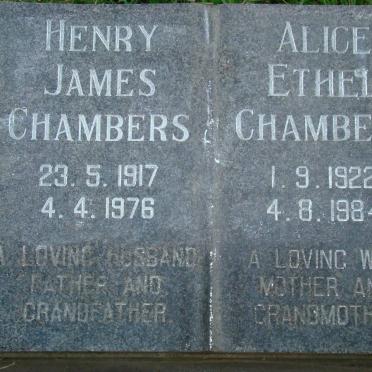 HENRY
JAMES
CHAMBERS
23. 5. 1917
4. 4. 1976
A LOVING HUSBAND
FATHER AND
GRANDFATHER
ALICE
ETHEL
CHAMBE
1. 9. 1922
4. 8. 1984
A LOVING W
MOTHER AN
GRANDMOTH